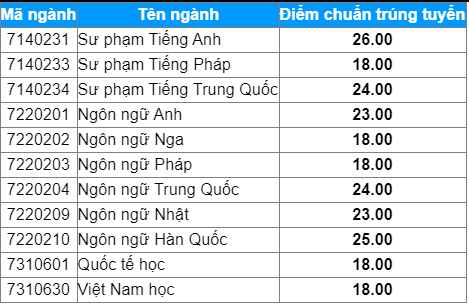 Mã ngành Tên ngành Điểm chuẩn trúng tuyển
7140231 Sư phạm Tiếng Anh 26.00
7140233 Sư phạm Tiếng Pháp 18.00
7140234 Sư phạm Tiếng Trung Quốc 24.00
7220201 Ngôn ngữ Anh 23.00
7220202 Ngôn ngữ Nga 18.00
7220203 Ngôn ngữ Pháp 18.00
7220204 Ngôn ngữ Trung Quốc 24.00
7220209 Ngôn ngữ Nhật 23.00
7220210 Ngôn ngữ Hàn Quốc 25.00
7310601 Quốc tế học 18.00
7310630 Việt Nam học 18.00